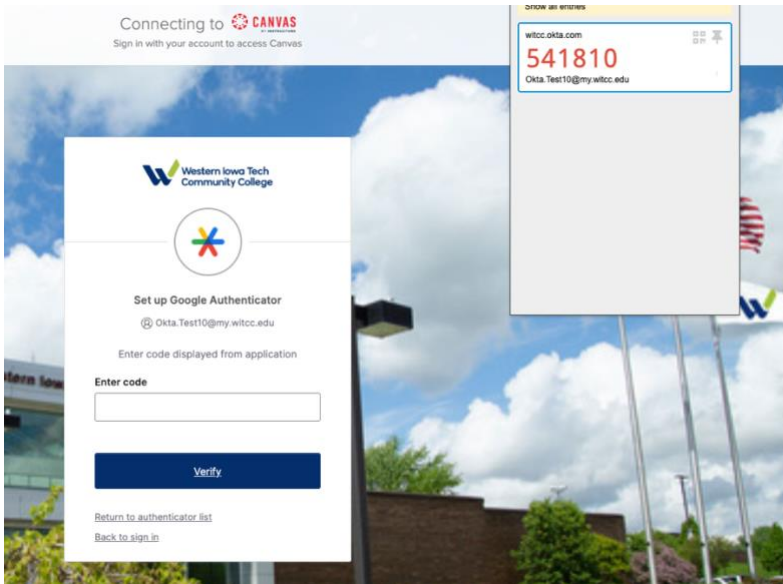 Connecting to CANVAS
Sign in with your account to access Canvas
Show all entries
witcc.okta.com
541810
Okta.Test10@my.witcc.edu
Western Iowa Tech
Community College
Set up Google Authenticator
Okta.Test10@my.witcc.edu
Enter code displayed from application
Enter code
Verify
Return to authenticator list
Back to sign in